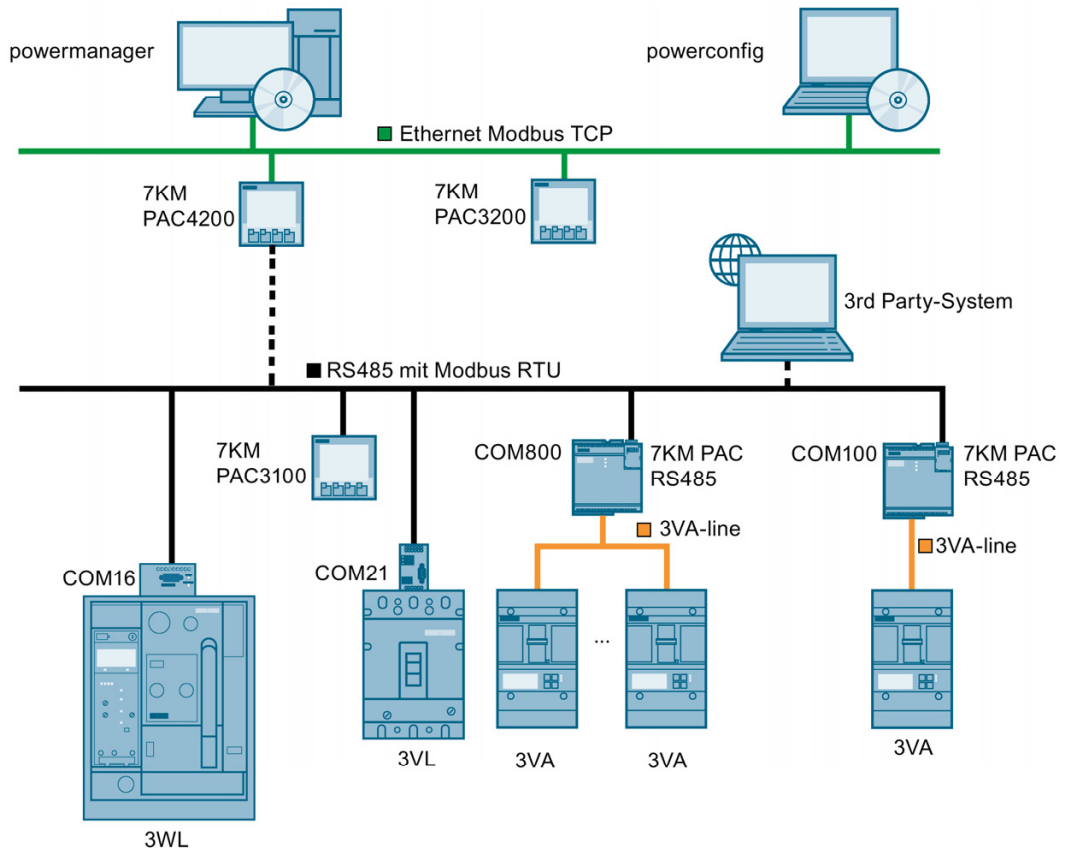 powermanager
powerconfig
Ethernet Modbus TCP
7KM
PAC4200
7KM
PAC3200
3rd Party-System
RS485 mit Modbus RTU
7KM
PAC3100
COM800
7KM PAC
RS485
COM100
7KM PAC
RS485
3VA-line
3VA-line
COM16
COM21
...
3WL
3VL
3VA
3VA
3VA